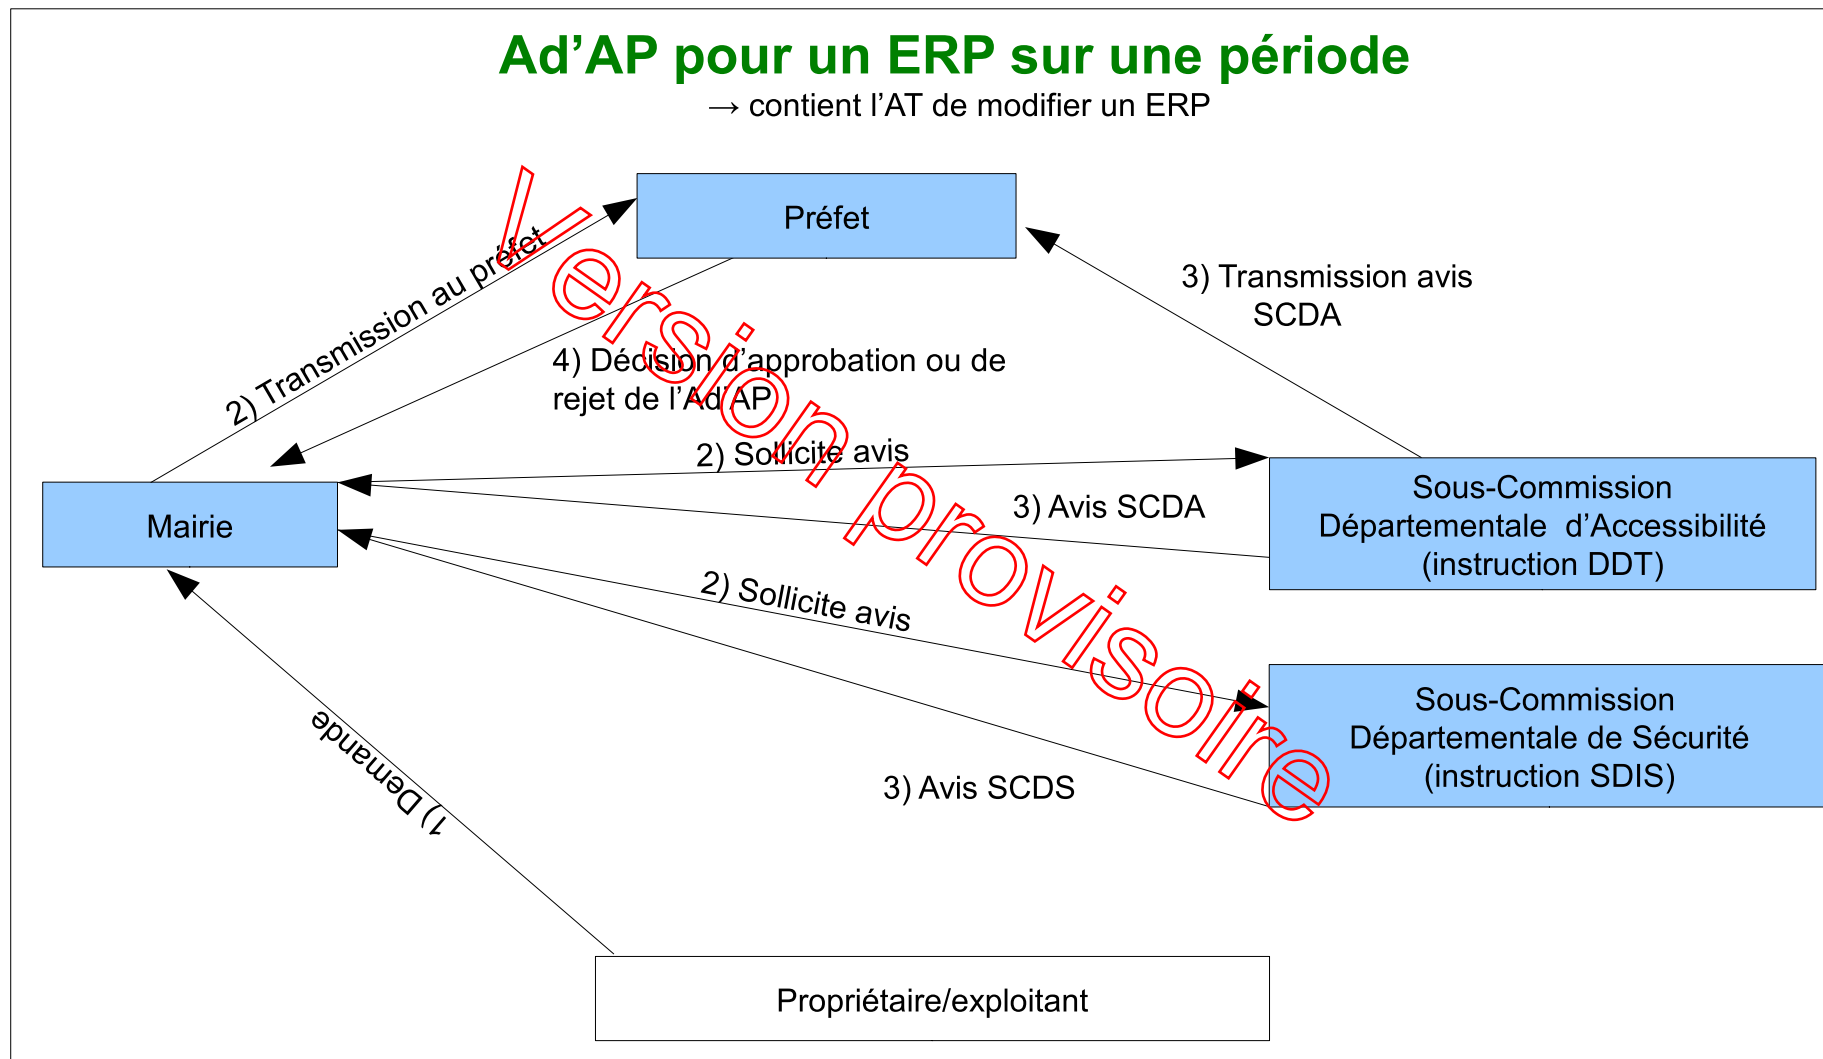 Ad’AP pour un ERP sur une période
→ contient l’AT de modifier un ERP
Préfet
2) Transmission au préfet
3) Transmission avis
SCDA
4) Décision d’approbation ou de
rejet de l’Ad’AP
2) Sollicite avis
Mairie
3) Avis SCDA
Sous-Commission
Départementale d’Accessibilité
(instruction DDT)
2) Sollicite avis
Sous-Commission
Départementale de Sécurité
(instruction SDIS)
3) Avis SCDS
1) Demande
Propriétaire/exploitant
Version provisoire